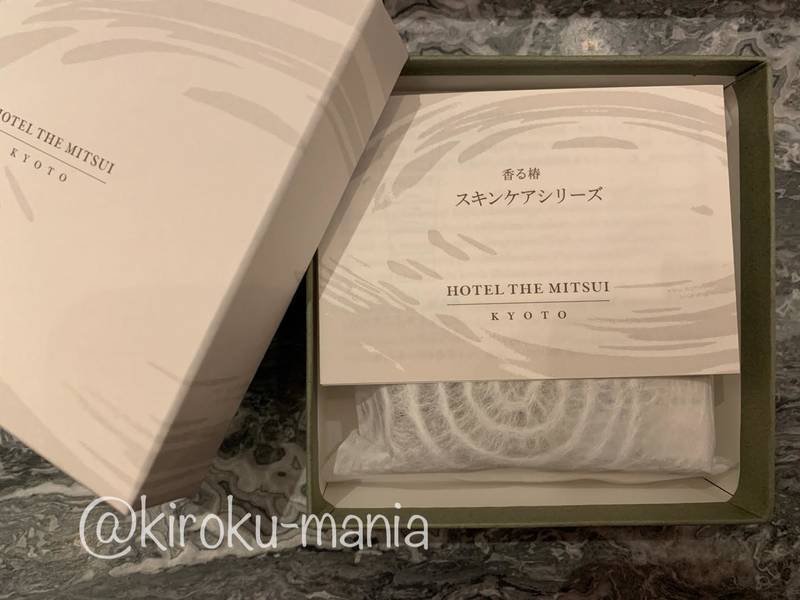 HOTEL THE MITSUI
KYOTO
香る椿
スキンケアシリーズ
HOTEL THE MITSUI
KYOTO
@kiroku-mania